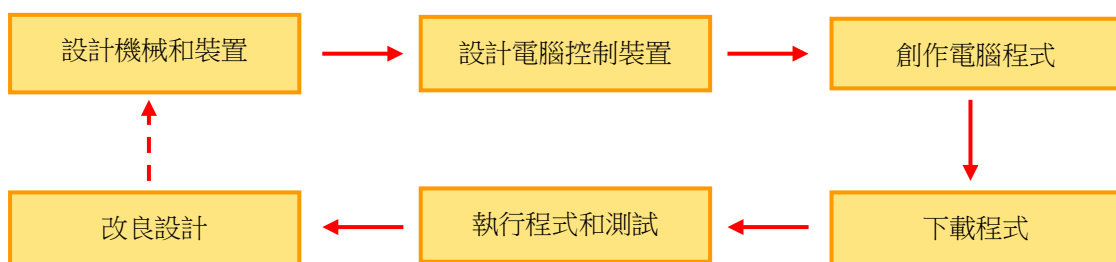 設計機械和裝置
設計電腦控制裝置
創作電腦程式
下載程式
執行程式和測試
改良設計